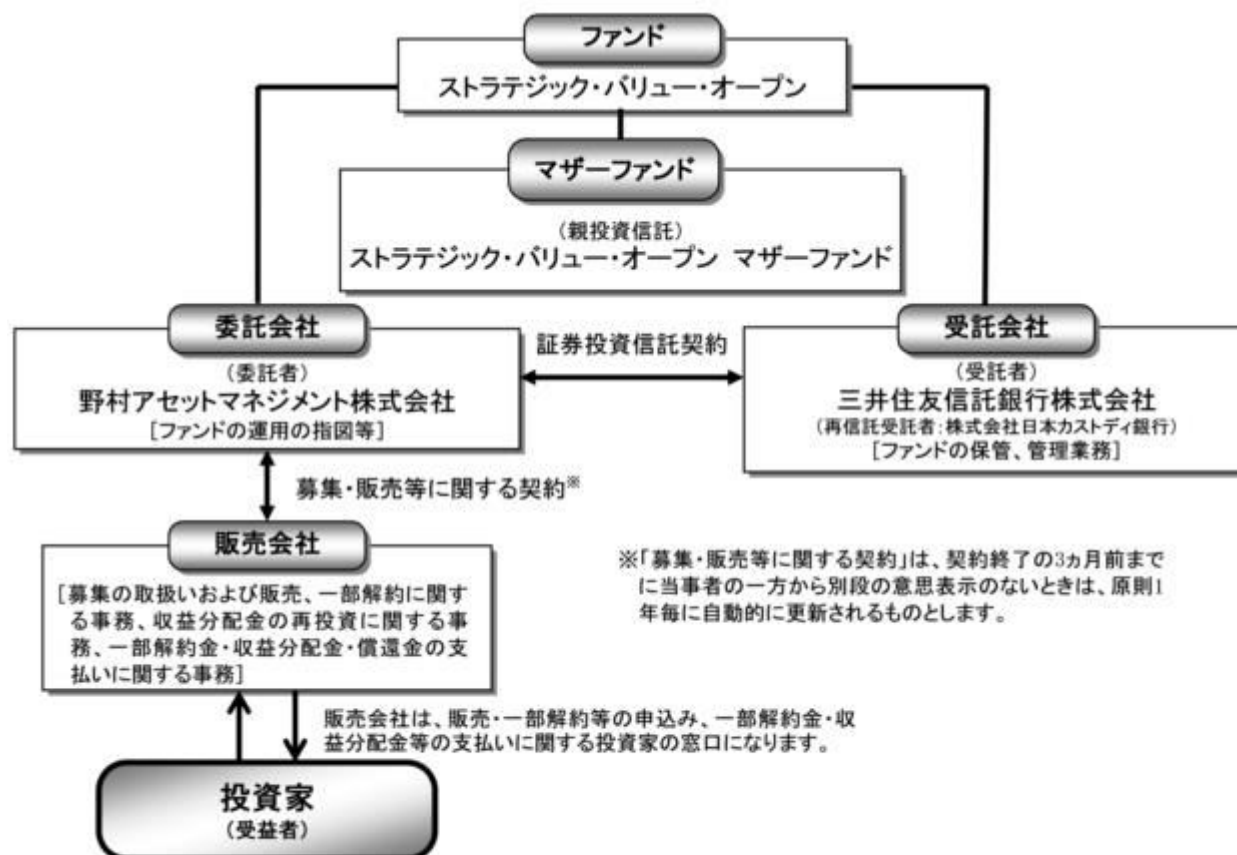 ファンド
ストラテジック・バリュー・オープン
マザーファンド
(親投資信託)
ストラテジック・バリュー・オープン マザーファンド
委託会社
(委託者)
野村アセットマネジメント株式会社
[ファンドの運用の指図等]
証券投資信託契約
受託会社
(受託者)
三井住友信託銀行株式会社
(再信託受託者:株式会社日本カストディ銀行)
[ファンドの保管、管理業務]
募集・販売等に関する契約※
販売会社
[募集の取扱いおよび販売、一部解約に関す
る事務、収益分配金の再投資に関する事
務、一部解約金・収益分配金・償還金の支
払いに関する事務]
※「募集・販売等に関する契約」は、契約終了の3ヵ月前まで
に当事者の一方から別段の意思表示のないときは、原則1
年毎に自動的に更新されるものとします。
販売会社は、販売・一部解約等の申込み、一部解約金・収
益分配金等の支払いに関する投資家の窓口になります。
投資家
(受益者)